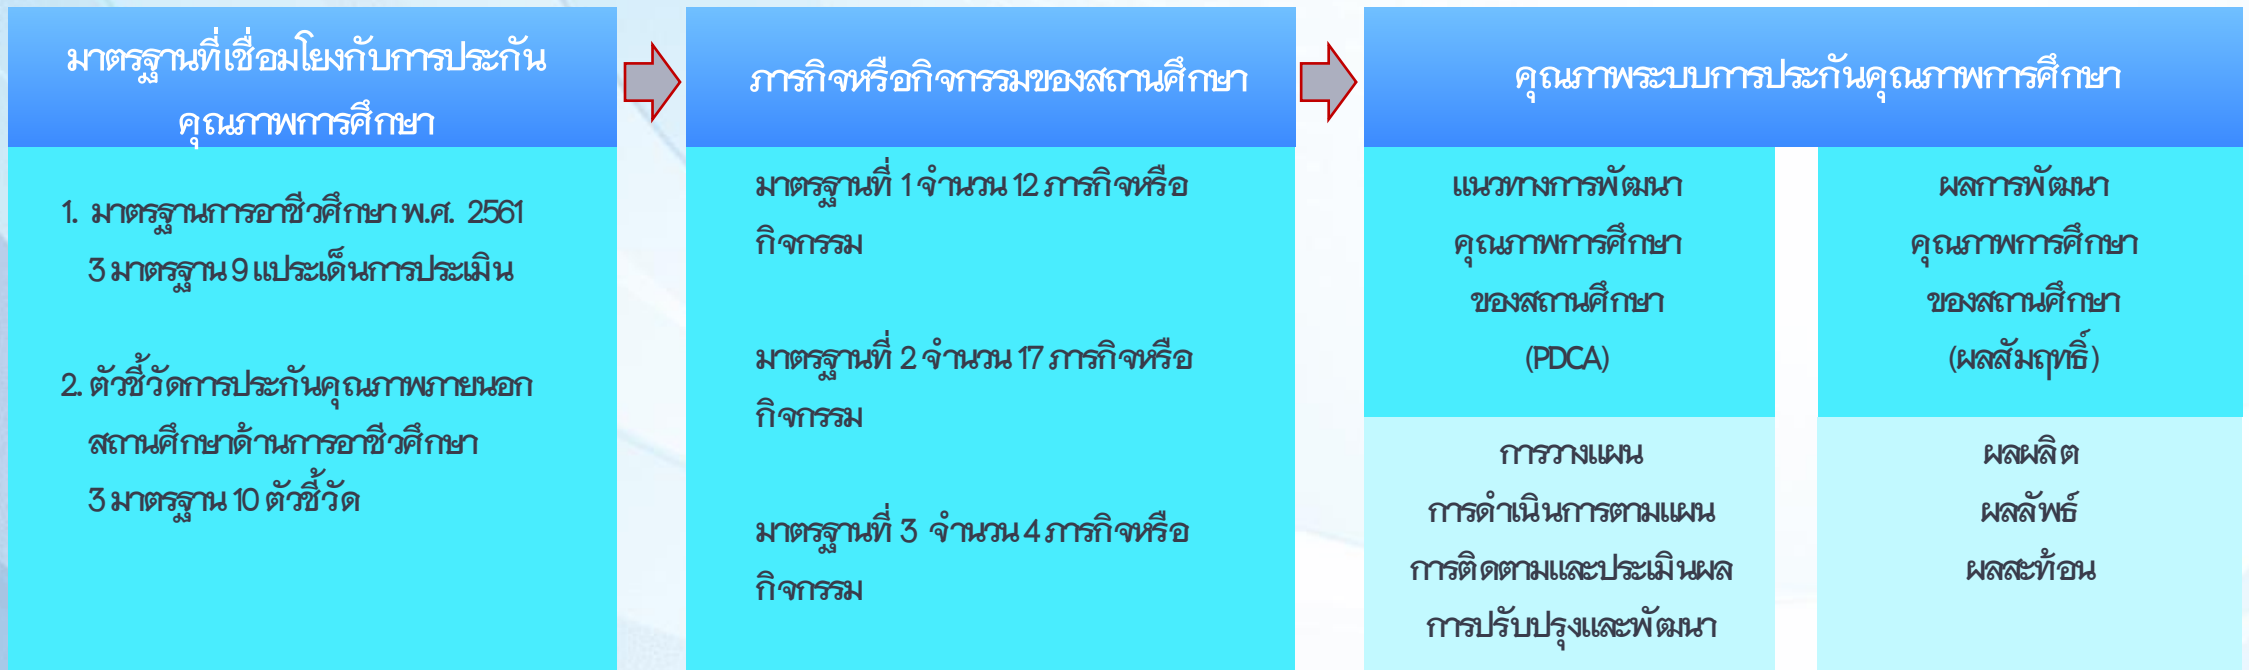 มาตรฐานที่เชื่อมโยงกับการประกัน
คุณภาพการศึกษา
1. มาตรฐานการอาชีวศึกษา พ.ศ. 2561
3 มาตรฐาน 9 แประเด็นการประเมิน
2. ตัวชี้วัดการประกันคุณภาพภายนอก
สถานศึกษาด้านการอาชีวศึกษา
3 มาตรฐาน 10 ตัวชี้วัด
ภารกิจหรือกิจกรรมของสถานศึกษา
มาตรฐานที่ 1 จำนวน 12 ภารกิจหรือ
กิจกรรม
มาตรฐานที่ 2 จำนวน 17 ภารกิจหรือ
กิจกรรม
มาตรฐานที่ 3 จำนวน 4 ภารกิจหรือ
กิจกรรม
คุณภาพระบบการประกันคุณภาพการศึกษา
แนวทางการพัฒนา
คุณภาพการศึกษา
ของสถานศึกษา
(PDCA)
การวางแผน
การดำเนินการตามแผน
การติดตามและประเมินผล
การปรับปรุงและพัฒนา
ผลการพัฒนา
คุณภาพการศึกษา
ของสถานศึกษา
(ผลสัมฤทธิ์)
ผลผลิต
ผลลัพธ์
ผลสะท้อน